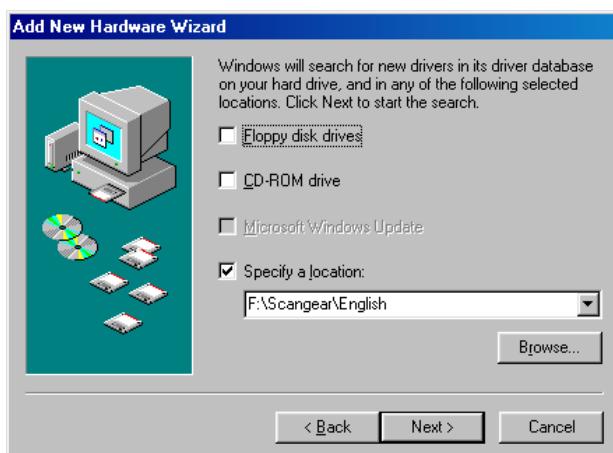 Add New Hardware Wizard
Windows will search for new drivers in its driver database
on your hard drive, and in any of the following selected
locations. Click Next to start the search.
Floppy disk drives
CD-ROM drive
Microsoft Windows Update
Specify a location:
F:\Scangear\English
Browse...
< Back
Next >
Cancel